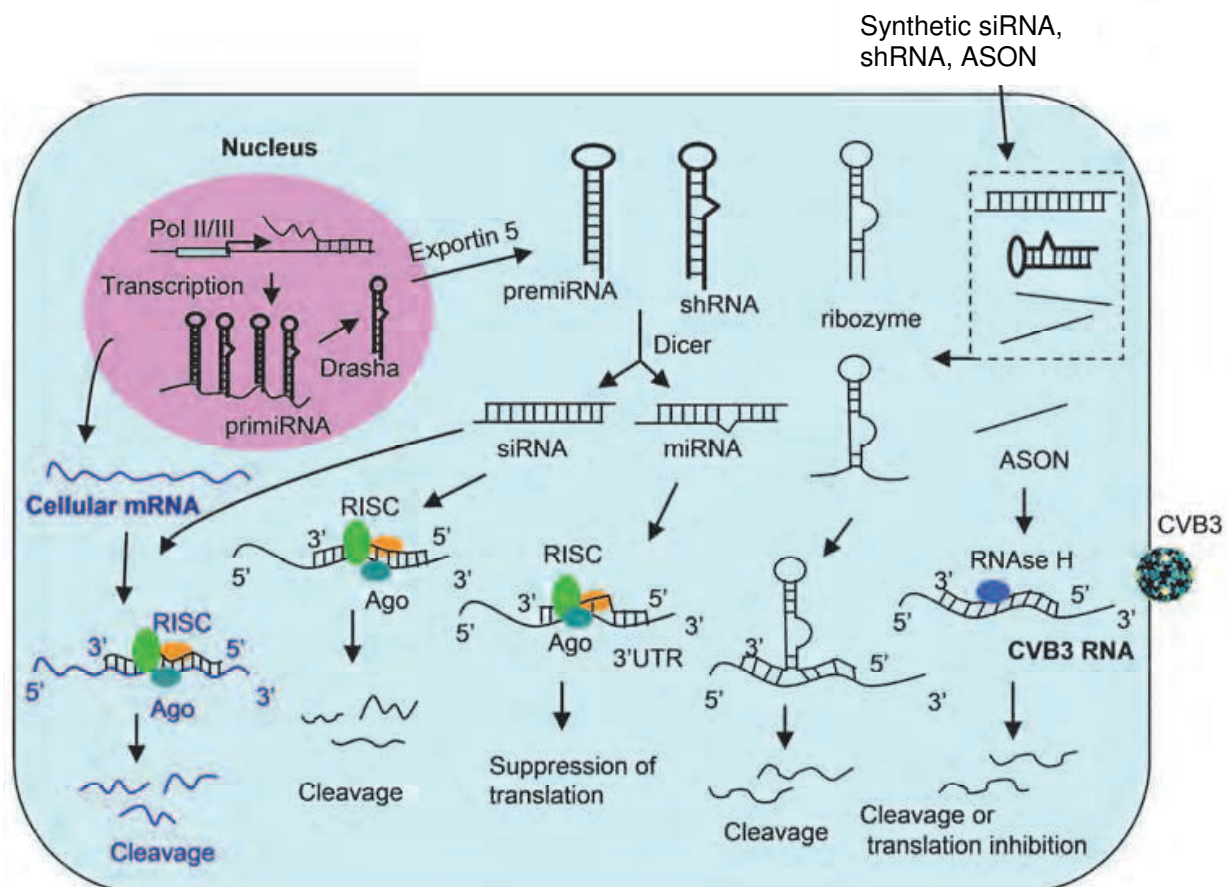 Synthetic siRNA,
shRNA, ASON
Nucleus
Pol II/III
Transcription
Drasha
primiRNA
Exportin 5
premiRNA
shRNA
ribozyme
Dicer
siRNA
miRNA
ASON
Cellular mRNA
RISC
3'
5'
5'
3'
Ago
Cleavage
RISC
3'
5'
5'
3'
Ago
Cleavage
RISC
3'
5'
5'
3'
Ago
3'UTR
Suppression of
translation
3'
5'
5'
3'
Cleavage
CVB3
RNAse H
3'
5'
5'
3'
CVB3 RNA
Cleavage or
translation inhibition